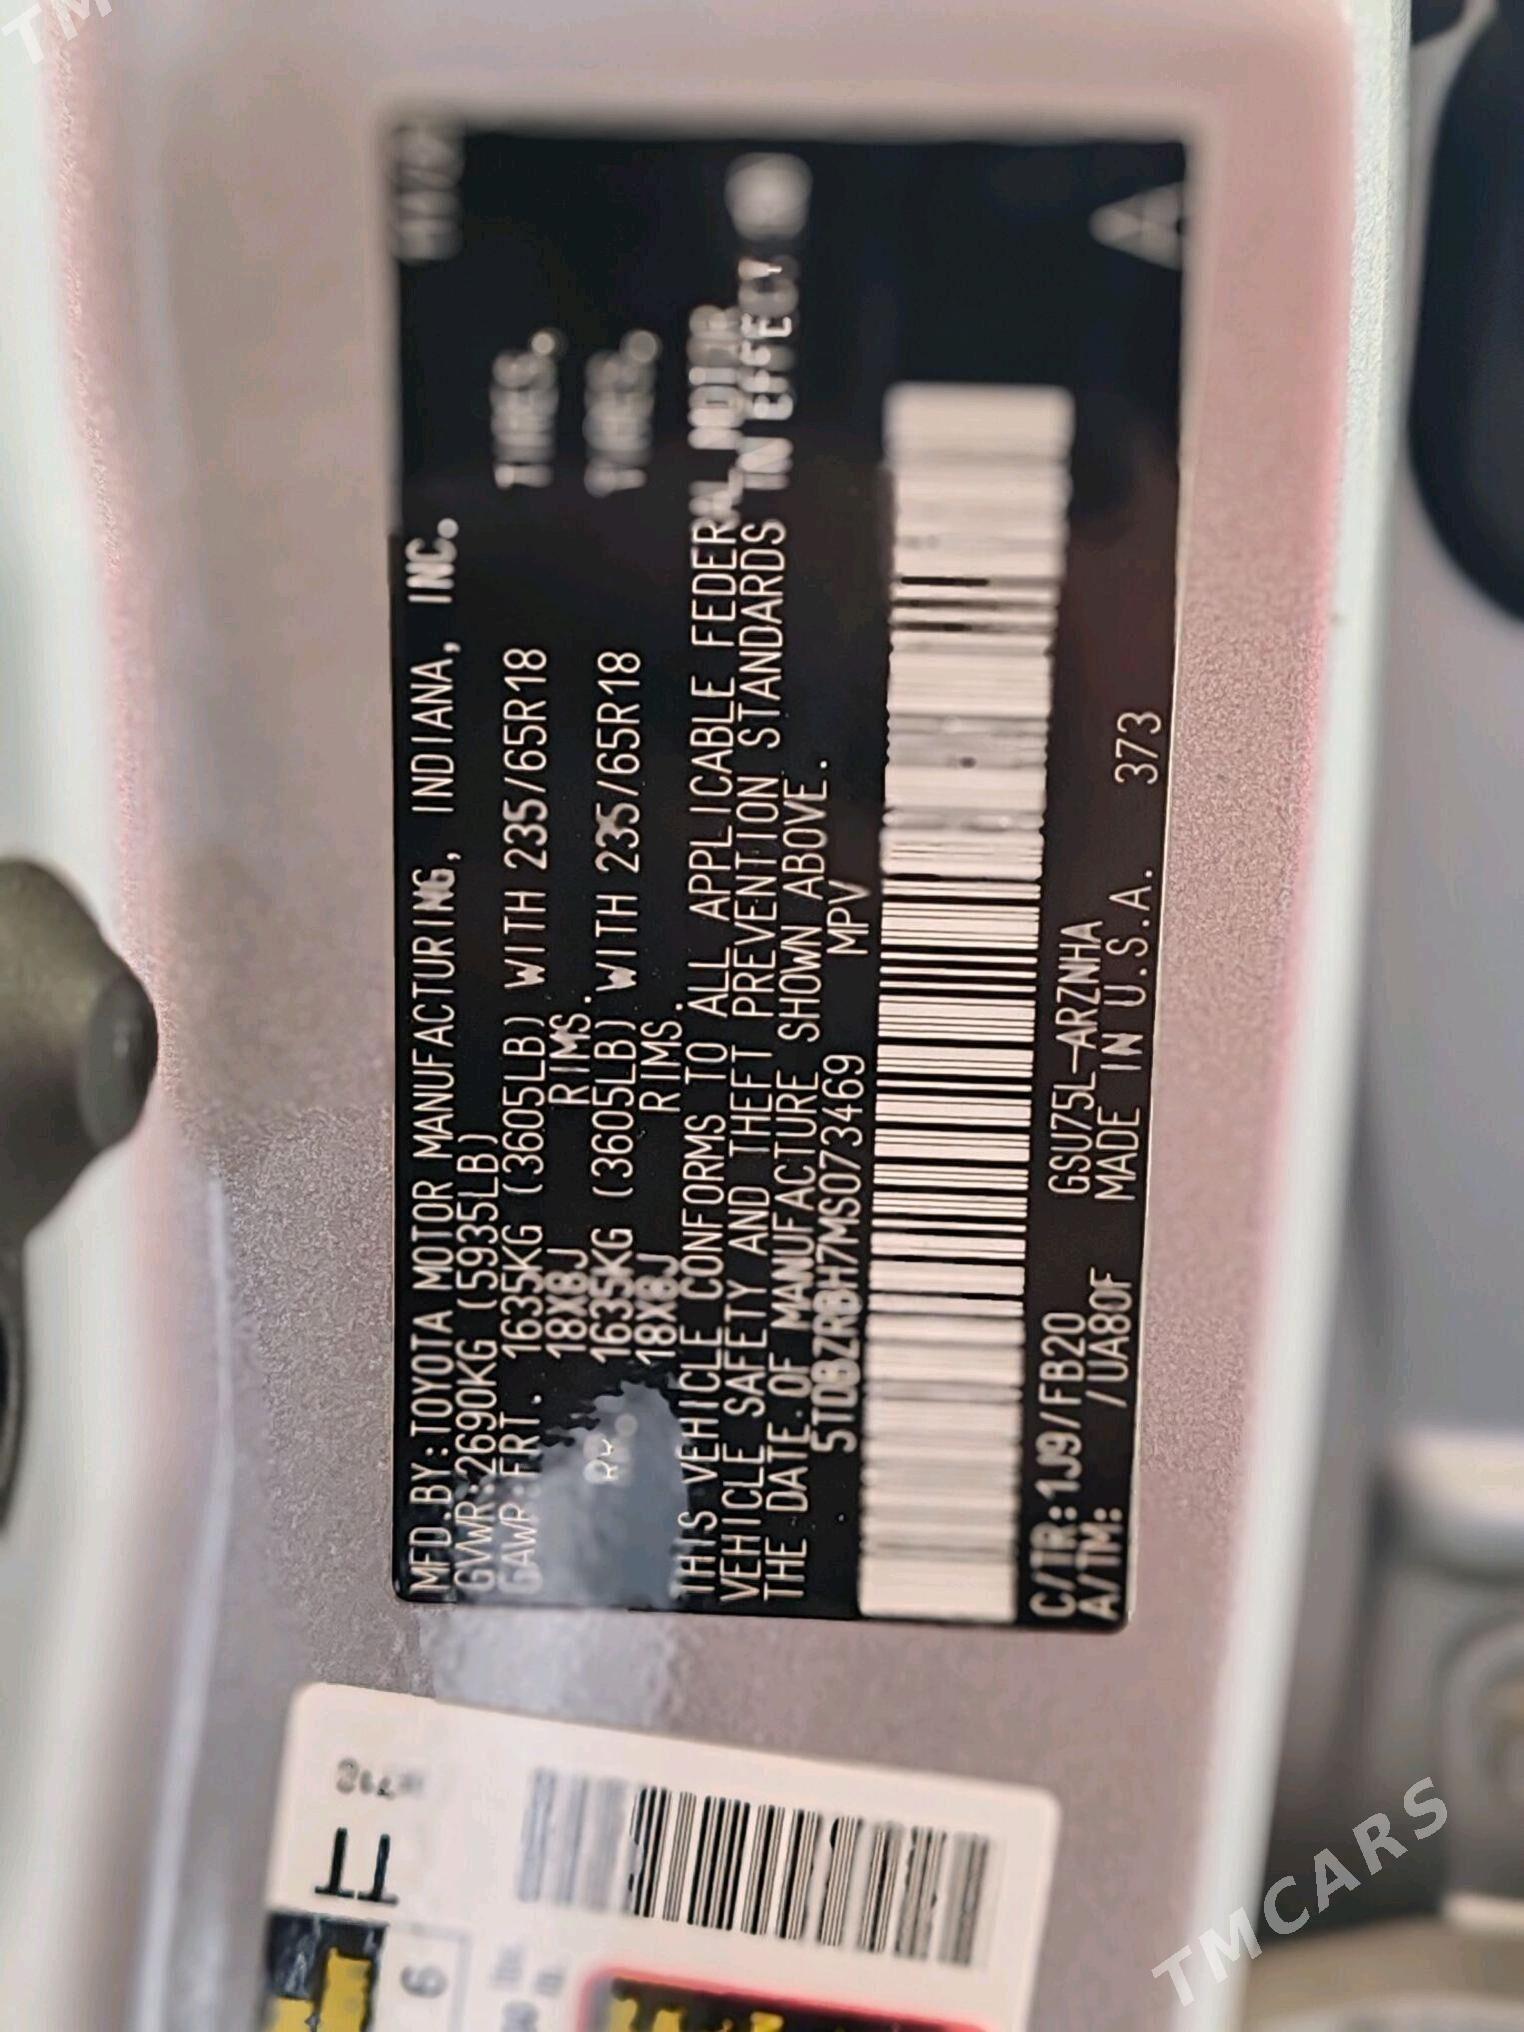 MFD.BY:TOYOTA MOTOR MANUFACTURING, INDIANA, INC.
GVWR:2690KG (5935LB)
GAWR:FRT. 1635KG (3605LB) WITH 235/65R18 TIRES.
18X8J RIMS.
RR. 1635KG (3605LB) WITH 235/65R18 TIRES.
18X8J RIMS.
THIS VEHICLE CONFORMS TO ALL APPLICABLE FEDERAL MOTOR
VEHICLE SAFETY AND THEFT PREVENTION STANDARDS IN EFFECT ON
THE DATE OF MANUFACTURE SHOWN ABOVE.
5TDBZRBH7MS073469 MPV
C/TR:1J9/FB20 GSU75L-ARZNHA
A/TM: /UA80F MADE IN U.S.A. 373
TT
6
TMCARS